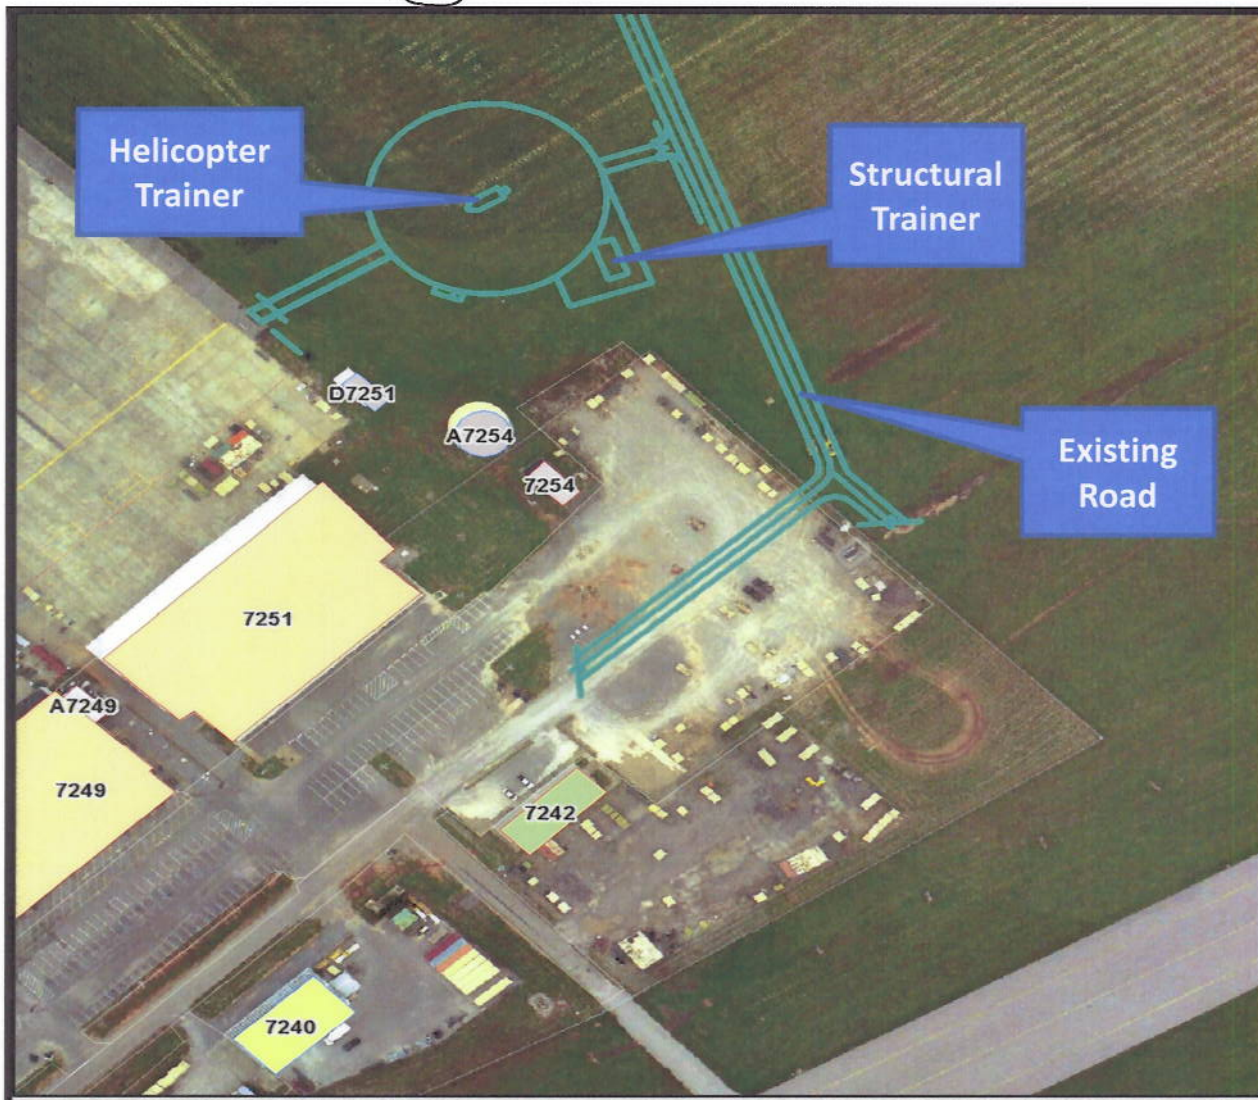 Helicopter
Trainer
Structural
Trainer
D7251
A7254
Existing
Road
7254
7251
A7249
7249
7242
7240